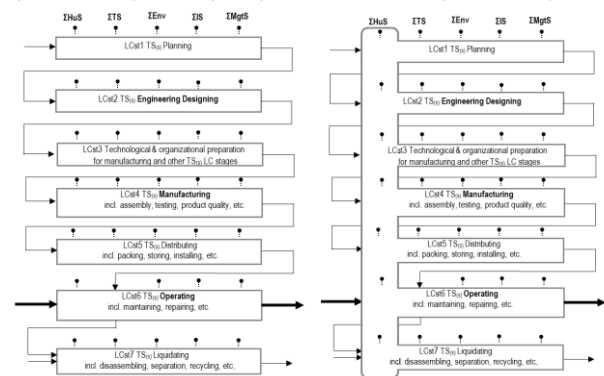 ΣHuS ΣTS ΣEnv ΣIS ΣMgtS
LCst1 TS(s) Planning
LCst2 TS(s) Engineering Designing
LCst3 Technological & organizational preparation
for manufacturing and other TS(s) LC stages
LCst4 TS(s) Manufacturing
incl. assembly, testing, product quality, etc.
LCst5 TS(s) Distributing
incl. packing, storing, installing, etc.
LCst6 TS(s) Operating
incl. maintaining, repairing, etc.
LCst7 TS(s) Liquidating
incl. disassembling, separation, recycling, etc.
ΣHuS ΣTS ΣEnv ΣIS ΣMgtS
LCst1 TS(s) Planning
LCst2 TS(s) Engineering Designing
LCst3 Technological & organizational preparation
for manufacturing and other TS(s) LC stages
LCst4 TS(s) Manufacturing
incl. assembly, testing, product quality, etc.
LCst5 TS(s) Distributing
incl. packing, storing, installing, etc.
LCst6 TS(s) Operating
incl. maintaining, repairing, etc.
LCst7 TS(s) Liquidating
incl. disassembling, separation, recycling, etc.